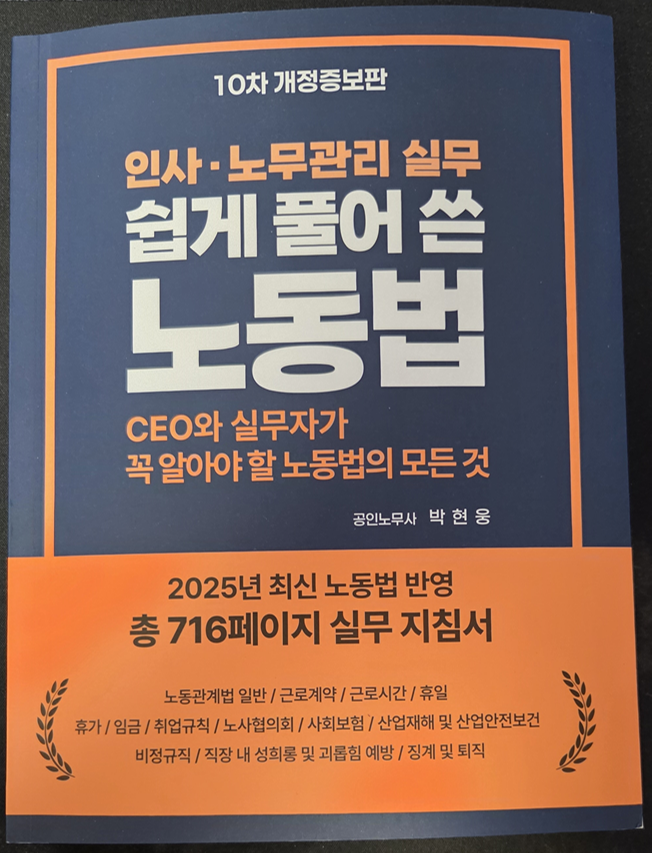 10차 개정증보판
인사·노무관리 실무
쉽게 풀어 쓴
노동법
CEO와 실무자가
꼭 알아야 할 노동법의 모든 것
공인노무사 박현웅
2025년 최신 노동법 반영
총 716페이지 실무 지침서
노동관계법 일반 / 근로계약 / 근로시간 / 휴일
휴가 / 임금 / 취업규칙 / 노사협의회 / 사회보험 / 산업재해 및 산업안전보건
비정규직 / 직장 내 성희롱 및 괴롭힘 예방 / 징계 및 퇴직